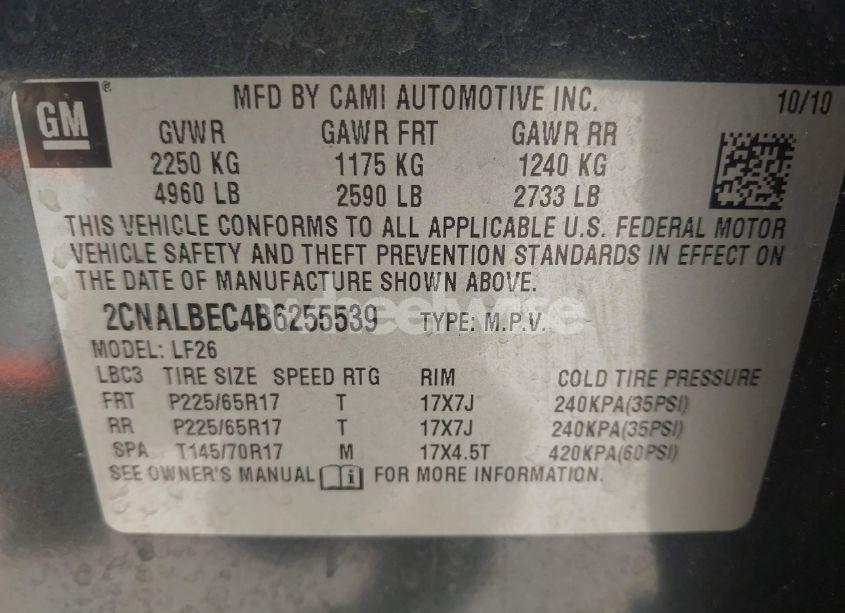 GM ® MFD BY CAMI AUTOMOTIVE INC. 10/10
GVWR GAWR FRT GAWR RR
2250 KG 1175 KG 1240 KG
4960 LB 2590 LB 2733 LB
THIS VEHICLE CONFORMS TO ALL APPLICABLE U.S. FEDERAL MOTOR
VEHICLE SAFETY AND THEFT PREVENTION STANDARDS IN EFFECT ON
THE DATE OF MANUFACTURE SHOWN ABOVE.
2CNALBEC4B6255539 TYPE: M.P.V.
wheelwise
MODEL: LF26
LBC3 TIRE SIZE SPEED RTG RIM COLD TIRE PRESSURE
FRT P225/65R17 T 17X7J 240KPA(35PSI)
RR P225/65R17 T 17X7J 240KPA(35PSI)
SPA T145/70R17 M 17X4.5T 420KPA(60PSI)
SEE OWNER'S MANUAL FOR MORE INFORMATION.